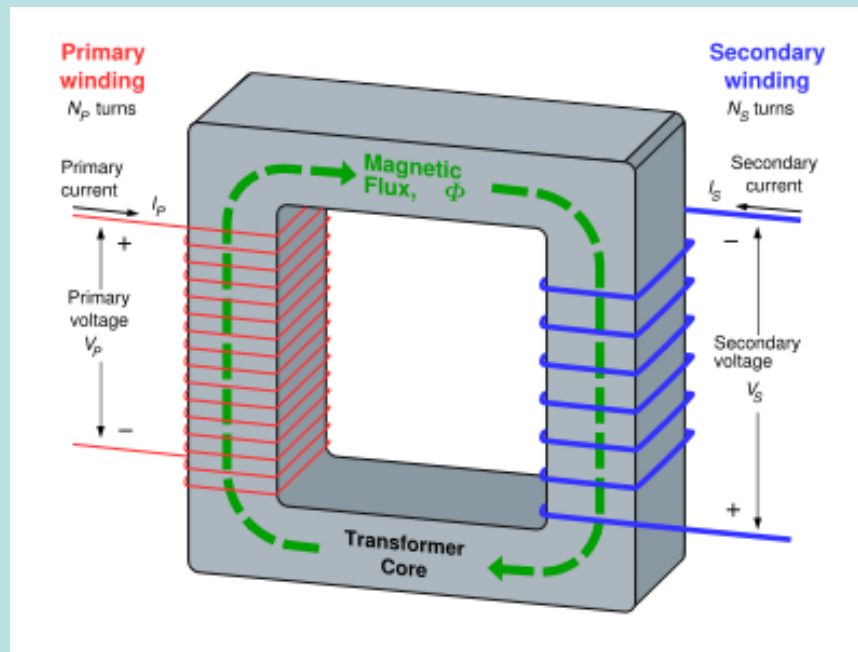 Primary
winding
N_P turns
Secondary
winding
N_S turns
Primary
current
I_P
Magnetic
Flux, Φ
Secondary
current
I_S
+
Primary
voltage
V_P
−
−
Secondary
voltage
V_S
+
Transformer
Core